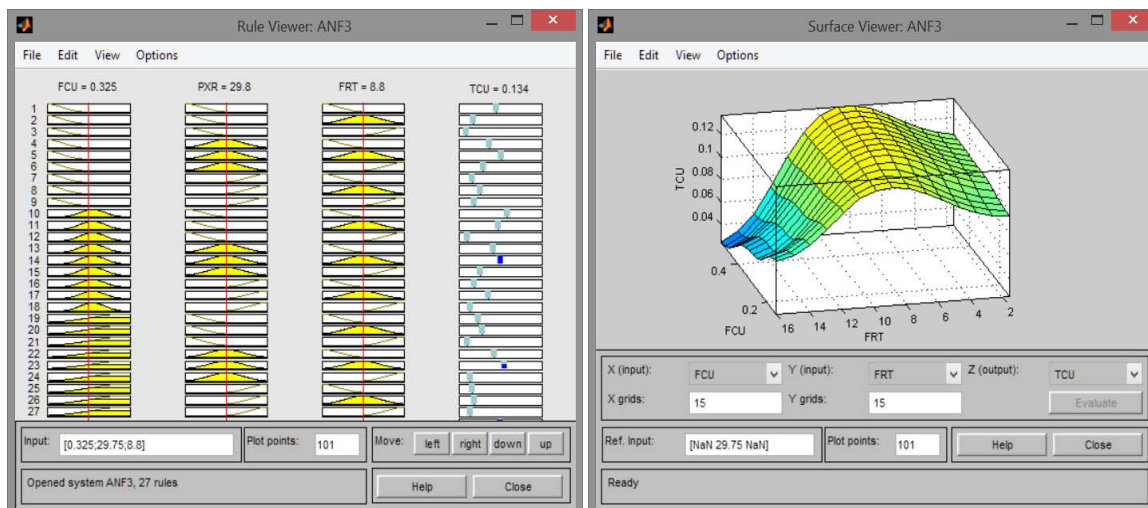 Rule Viewer: ANF3
File Edit View Options
FCU = 0.325 PXR = 29.8 FRT = 8.8 TCU = 0.134
1
2
3
4
5
6
7
8
9
10
11
12
13
14
15
16
17
18
19
20
21
22
23
24
25
26
27
Input: [0.325;29.75;8.8] Plot points: 101 Move: left right down up
Opened system ANF3, 27 rules Help Close
Surface Viewer: ANF3
File Edit View Options
0.12
0.1
0.08
0.06
0.04
TCU
0.4
0.2
FCU
16 14 12 10 8 6 4 2
FRT
X (input): FCU Y (input): FRT Z (output): TCU
X grids: 15 Y grids: 15 Evaluate
Ref. Input: [NaN 29.75 NaN] Plot points: 101 Help Close
Ready